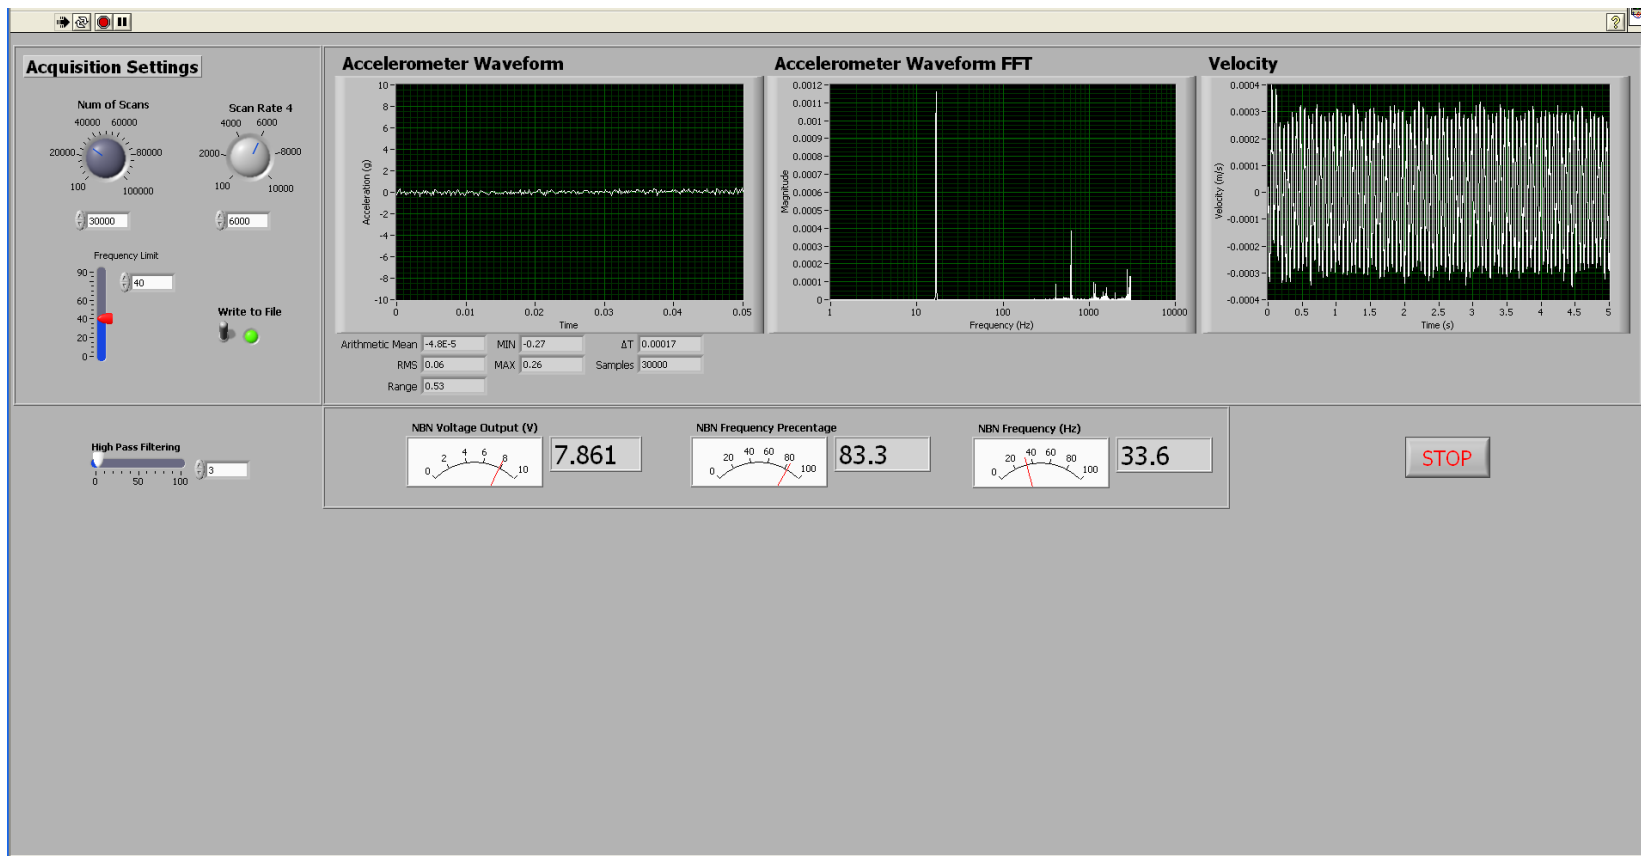 Acquisition Settings
Num of Scans
40000 60000
20000 80000
100 100000
30000
Scan Rate 4
4000 6000
2000 8000
100 10000
6000
Frequency Limit
90
60
40
20
0
40
Write to File
High Pass Filtering
0 50 100
3
Accelerometer Waveform
Acceleration (g)
10
8
6
4
2
0
-2
-4
-6
-8
-10
0 0.01 0.02 0.03 0.04 0.05
Time
Arithmetic Mean -4.8E-5 MIN -0.27 ΔT 0.00017
RMS 0.06 MAX 0.26 Samples 30000
Range 0.53
Accelerometer Waveform FFT
Magnitude
0.0012
0.0011
0.001
0.0009
0.0008
0.0007
0.0006
0.0005
0.0004
0.0003
0.0002
0.0001
0
1 10 100 1000 10000
Frequency (Hz)
Velocity
Velocity (m/s)
0.0004
0.0003
0.0002
0.0001
0
-0.0001
-0.0002
-0.0003
-0.0004
0 0.5 1 1.5 2 2.5 3 3.5 4 4.5 5
Time (s)
NBN Voltage Output (V)
0 2 4 6 8 10
7.861
NBN Frequency Precentage
0 20 40 60 80 100
83.3
NBN Frequency (Hz)
0 20 40 60 80 100
33.6
STOP
?